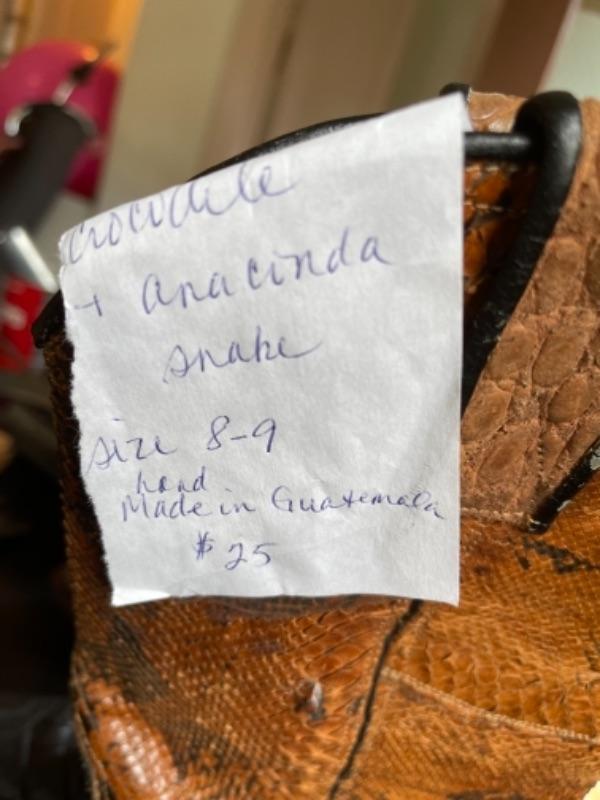 crocodile
+ anacinda
snake
size 8-9
hand
Made in Guatemala
$25